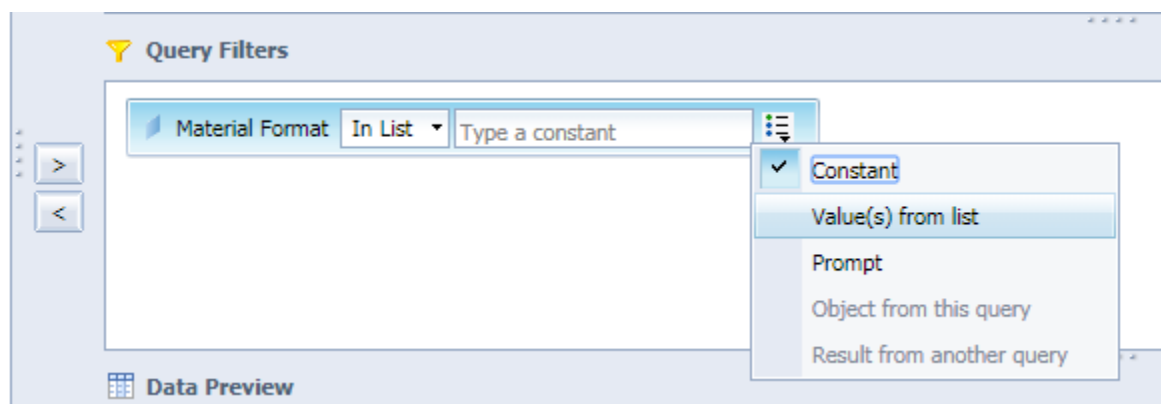 Query Filters
Material Format In List Type a constant
>
Constant
<
Value(s) from list
Prompt
Object from this query
Result from another query
Data Preview